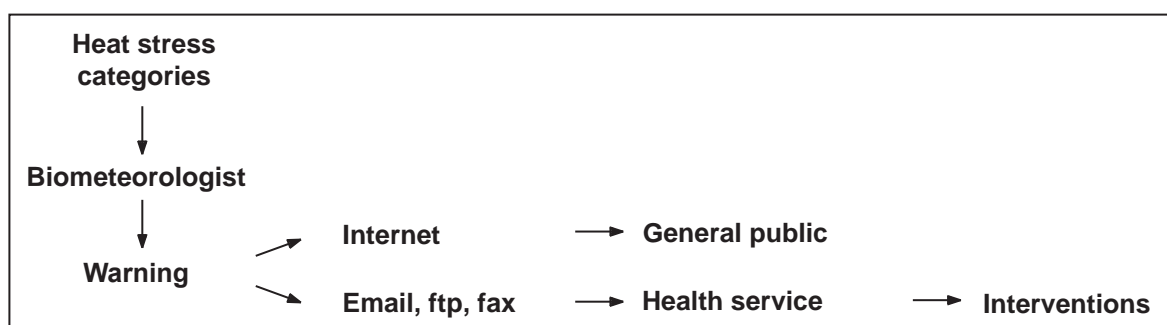 Heat stress
categories
Biometeorologist
Internet
General public
Warning
Email, ftp, fax
Health service
Interventions